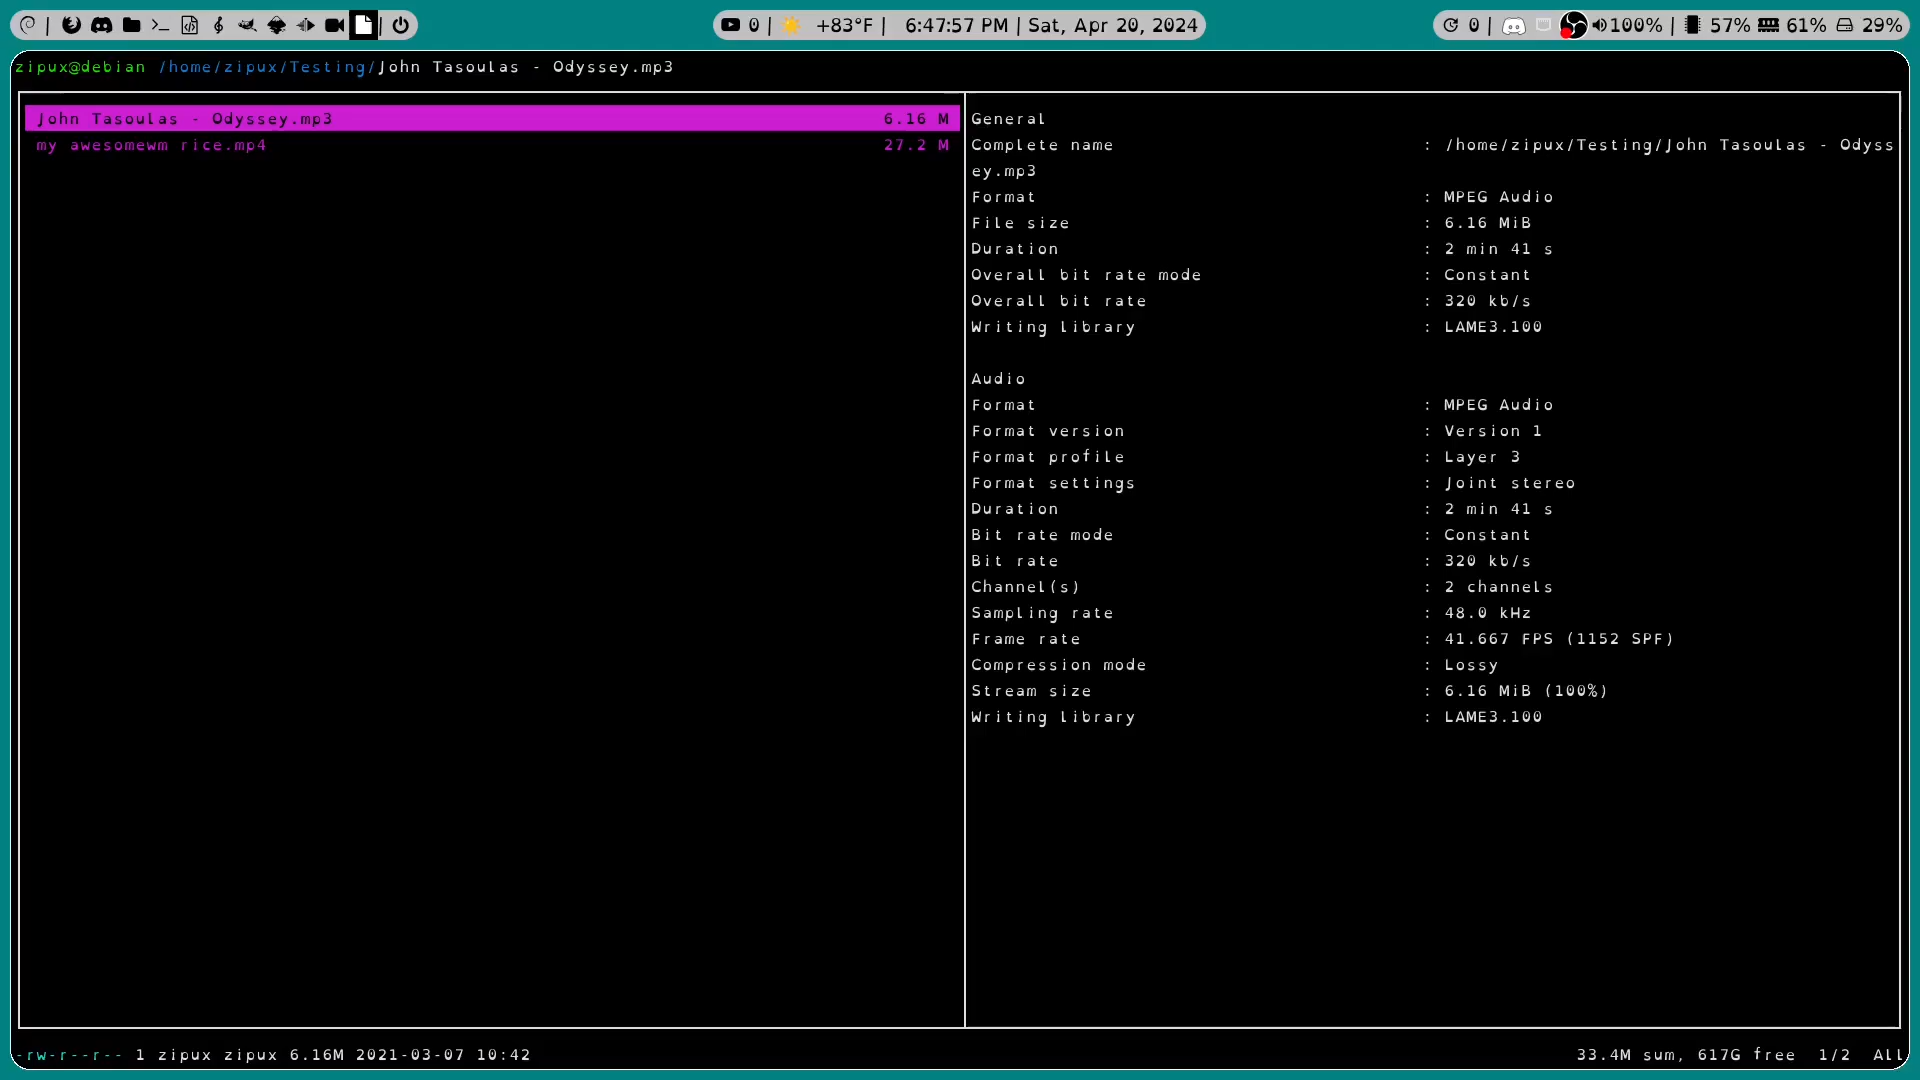 0 | +83°F | 6:47:57 PM | Sat, Apr 20, 2024
0 | 100% | 57% 61% 29%
zipux@debian /home/zipux/Testing/John Tasoulas - Odyssey.mp3
John Tasoulas - Odyssey.mp3 6.16 M
my awesomewm rice.mp4 27.2 M
General
Complete name : /home/zipux/Testing/John Tasoulas - Odyss
ey.mp3
Format : MPEG Audio
File size : 6.16 MiB
Duration : 2 min 41 s
Overall bit rate mode : Constant
Overall bit rate : 320 kb/s
Writing library : LAME3.100
Audio
Format : MPEG Audio
Format version : Version 1
Format profile : Layer 3
Format settings : Joint stereo
Duration : 2 min 41 s
Bit rate mode : Constant
Bit rate : 320 kb/s
Channel(s) : 2 channels
Sampling rate : 48.0 kHz
Frame rate : 41.667 FPS (1152 SPF)
Compression mode : Lossy
Stream size : 6.16 MiB (100%)
Writing library : LAME3.100
-rw-r--r-- 1 zipux zipux 6.16M 2021-03-07 10:42
33.4M sum, 617G free 1/2 All